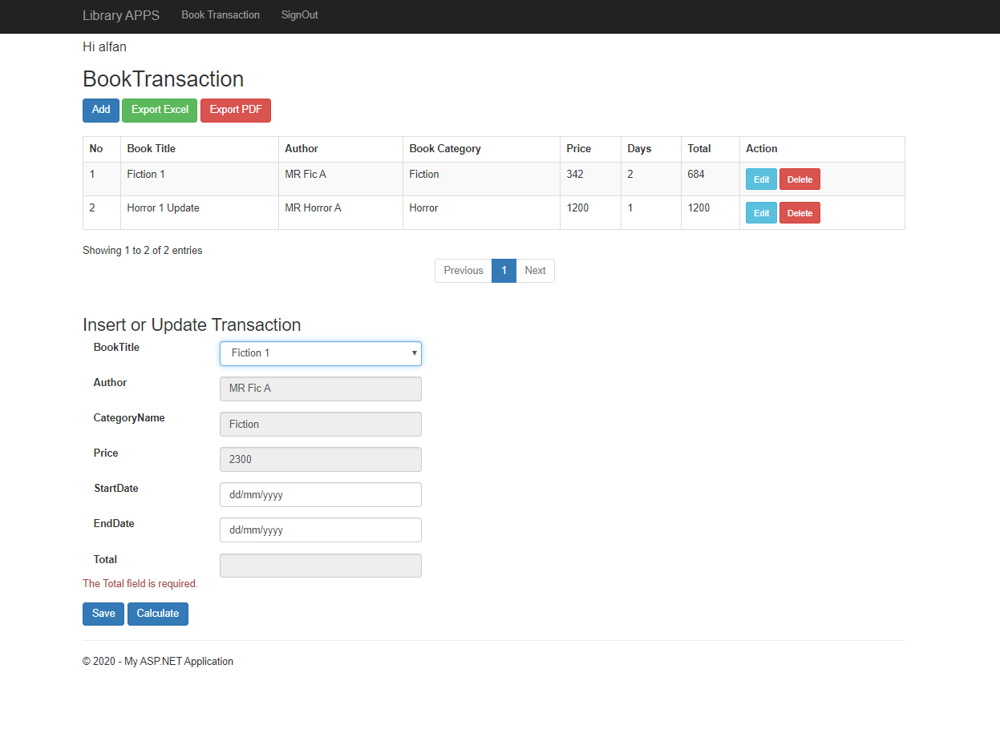 Library APPS Book Transaction SignOut
Hi alfan
BookTransaction
Add Export Excel Export PDF
No Book Title Author Book Category Price Days Total Action
1 Fiction 1 MR Fic A Fiction 342 2 684 Edit Delete
2 Horror 1 Update MR Horror A Horror 1200 1 1200 Edit Delete
Showing 1 to 2 of 2 entries
Previous 1 Next
Insert or Update Transaction
BookTitle Fiction 1
Author MR Fic A
CategoryName Fiction
Price 2300
StartDate dd/mm/yyyy
EndDate dd/mm/yyyy
Total
The Total field is required.
Save Calculate
© 2020 - My ASP.NET Application